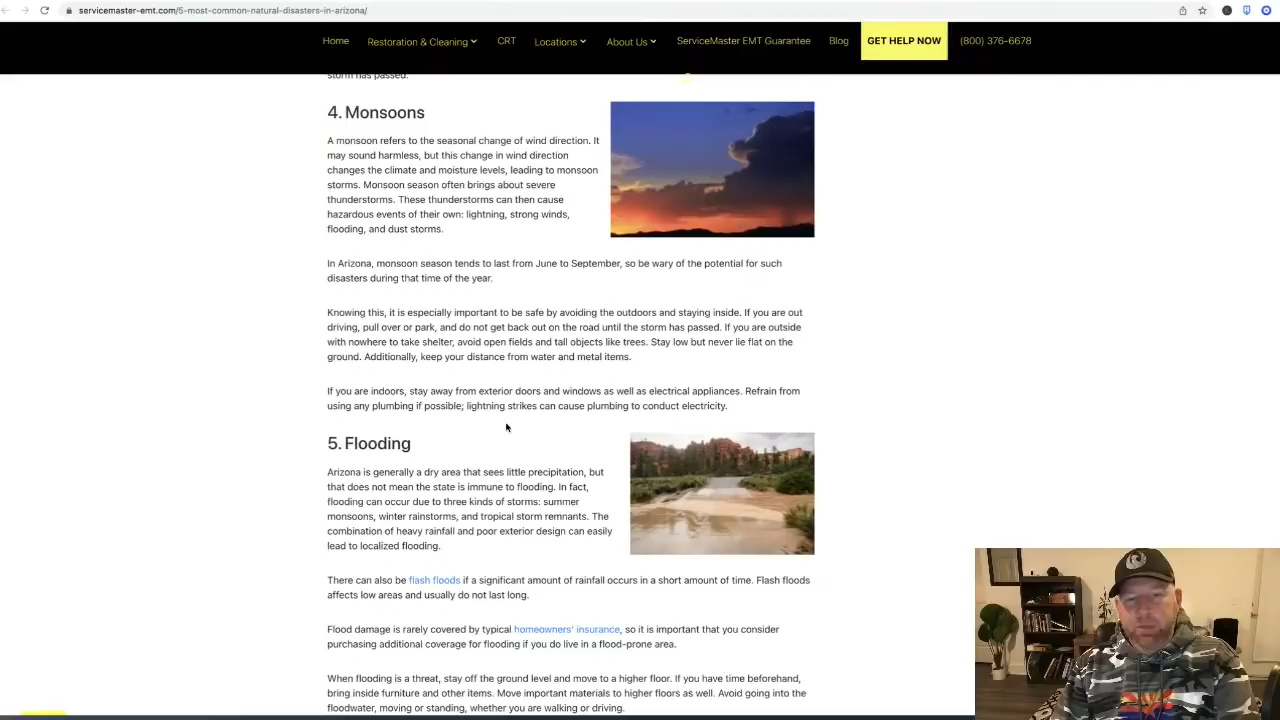 servicemaster-emt.com/5-most-common-natural-disasters-in-arizona/
Home Restoration & Cleaning CRT Locations About Us ServiceMaster EMT Guarantee Blog GET HELP NOW (800) 376-6678
storm has passed.
4. Monsoons
A monsoon refers to the seasonal change of wind direction. It
may sound harmless, but this change in wind direction
changes the climate and moisture levels, leading to monsoon
storms. Monsoon season often brings about severe
thunderstorms. These thunderstorms can then cause
hazardous events of their own: lightning, strong winds,
flooding, and dust storms.
In Arizona, monsoon season tends to last from June to September, so be wary of the potential for such
disasters during that time of the year.
Knowing this, it is especially important to be safe by avoiding the outdoors and staying inside. If you are out
driving, pull over or park, and do not get back out on the road until the storm has passed. If you are outside
with nowhere to take shelter, avoid open fields and tall objects like trees. Stay low but never lie flat on the
ground. Additionally, keep your distance from water and metal items.
If you are indoors, stay away from exterior doors and windows as well as electrical appliances. Refrain from
using any plumbing if possible; lightning strikes can cause plumbing to conduct electricity.
5. Flooding
Arizona is generally a dry area that sees little precipitation, but
that does not mean the state is immune to flooding. In fact,
flooding can occur due to three kinds of storms: summer
monsoons, winter rainstorms, and tropical storm remnants. The
combination of heavy rainfall and poor exterior design can easily
lead to localized flooding.
There can also be flash floods if a significant amount of rainfall occurs in a short amount of time. Flash floods
affects low areas and usually do not last long.
Flood damage is rarely covered by typical homeowners' insurance, so it is important that you consider
purchasing additional coverage for flooding if you do live in a flood-prone area.
When flooding is a threat, stay off the ground level and move to a higher floor. If you have time beforehand,
bring inside furniture and other items. Move important materials to higher floors as well. Avoid going into the
floodwater, moving or standing, whether you are walking or driving.